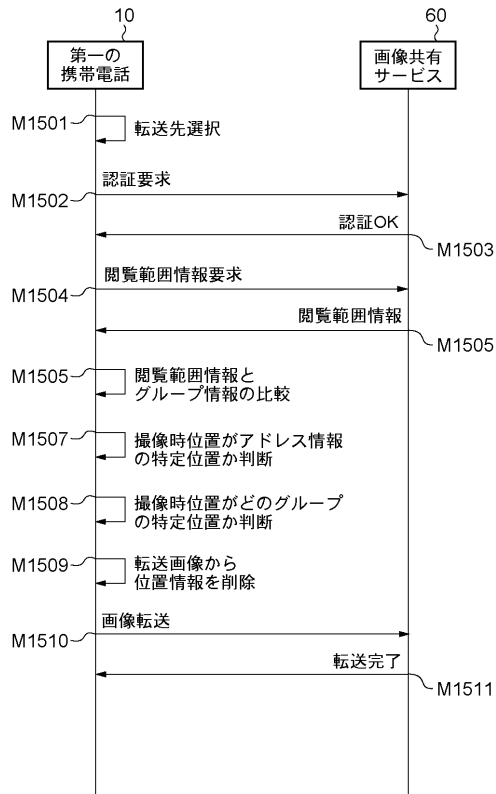 10
60
第一の
携帯電話
画像共有
サービス
M1501
転送先選択
認証要求
M1502
認証OK
M1503
閲覧範囲情報要求
M1504
閲覧範囲情報
M1505
M1505
閲覧範囲情報と
グループ情報の比較
M1507
撮像時位置がアドレス情報
の特定位置か判断
M1508
撮像時位置がどのグループ
の特定位置か判断
M1509
転送画像から
位置情報を削除
画像転送
M1510
転送完了
M1511